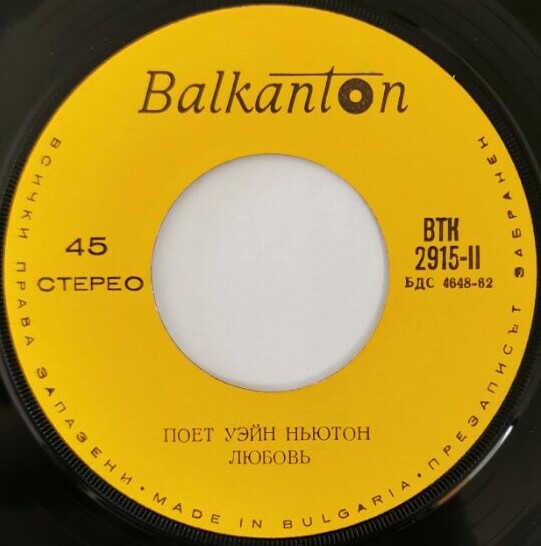 Balkanton
45
СТЕРЕО
ВТК
2915-II
БДС 4648-62
ПОЕТ УЭЙН НЬЮТОН
ЛЮБОВЬ
ВСИЧКИ ПРАВА ЗАПАЗЕНИ • MADE IN BULGARIA • ПРЕЗАПИСЪТ ЗАБРАНЕН